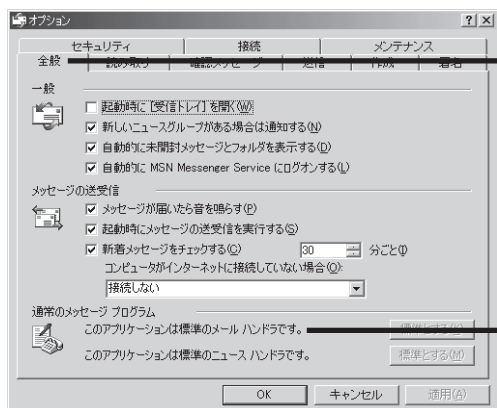 オプション
セキュリティ
接続
メンテナンス
全般
読み取り
確認メッセージ
送信
作成
署名
一般
起動時に [受信トレイ] を開く(W)
新しいニュースグループがある場合は通知する(N)
自動的に未開封メッセージとフォルダを表示する(D)
自動的に MSN Messenger Service にログオンする(L)
メッセージの送受信
メッセージが届いたら音を鳴らす(P)
起動時にメッセージの送受信を実行する(S)
新着メッセージをチェックする(C) 30 分ごと(I)
コンピュータがインターネットに接続していない場合(O):
接続しない
通常のメッセージ プログラム
このアプリケーションは標準のメール ハンドラです。
このアプリケーションは標準のニュース ハンドラです。 標準とする(M)
OK キャンセル 適用(A)